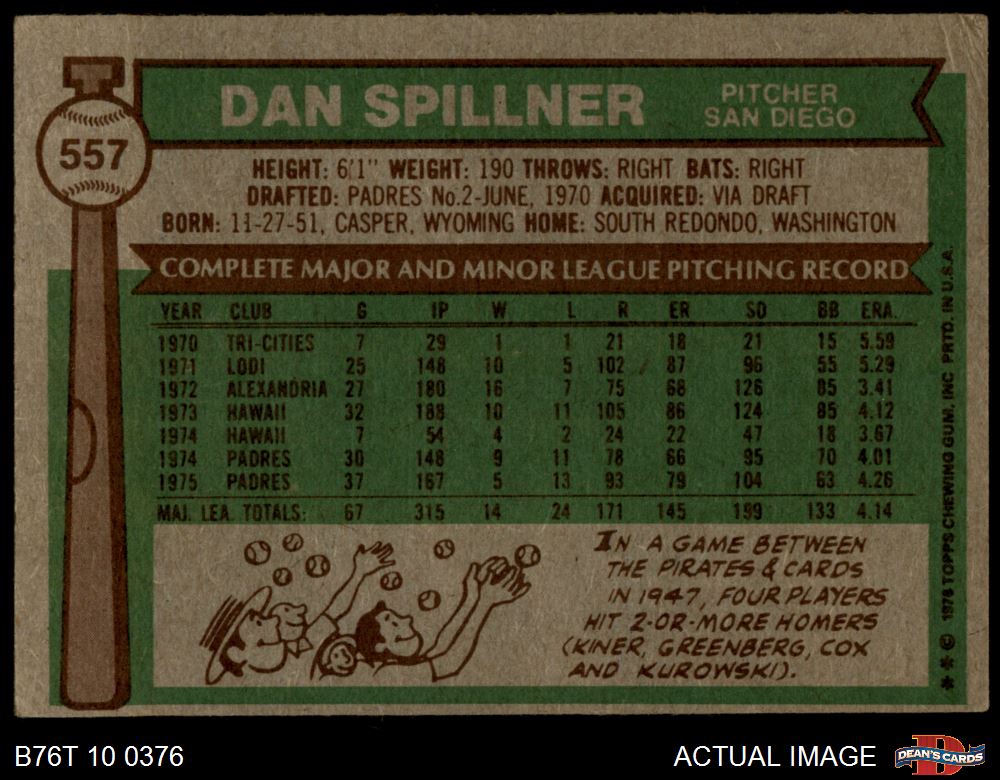 557
DAN SPILLNER
PITCHER
SAN DIEGO
HEIGHT: 6'1" WEIGHT: 190 THROWS: RIGHT BATS: RIGHT
DRAFTED: PADRES No.2-JUNE, 1970 ACQUIRED: VIA DRAFT
BORN: 11-27-51, CASPER, WYOMING HOME: SOUTH REDONDO, WASHINGTON
COMPLETE MAJOR AND MINOR LEAGUE PITCHING RECORD
YEAR CLUB G IP W L R ER SO BB ERA.
1970 TRI-CITIES 7 29 1 1 21 18 21 15 5.59
1971 LODI 25 148 10 5 102 87 96 55 5.29
1972 ALEXANDRIA 27 180 16 7 75 68 126 85 3.41
1973 HAWAII 32 188 10 11 105 86 124 85 4.12
1974 HAWAII 7 54 4 2 24 22 47 18 3.67
1974 PADRES 30 148 9 11 78 66 95 70 4.01
1975 PADRES 37 167 5 13 93 79 104 63 4.26
MAJ. LEA. TOTALS: 67 315 14 24 171 145 199 133 4.14
IN A GAME BETWEEN
THE PIRATES & CARDS
IN 1947, FOUR PLAYERS
HIT 2-OR-MORE HOMERS
(KINER, GREENBERG, COX
AND KUROWSKI).
** © 1976 TOPPS CHEWING GUM, INC PRTD. IN U.S.A.
B76T 10 0376
ACTUAL IMAGE
D
DEAN'S CARDS